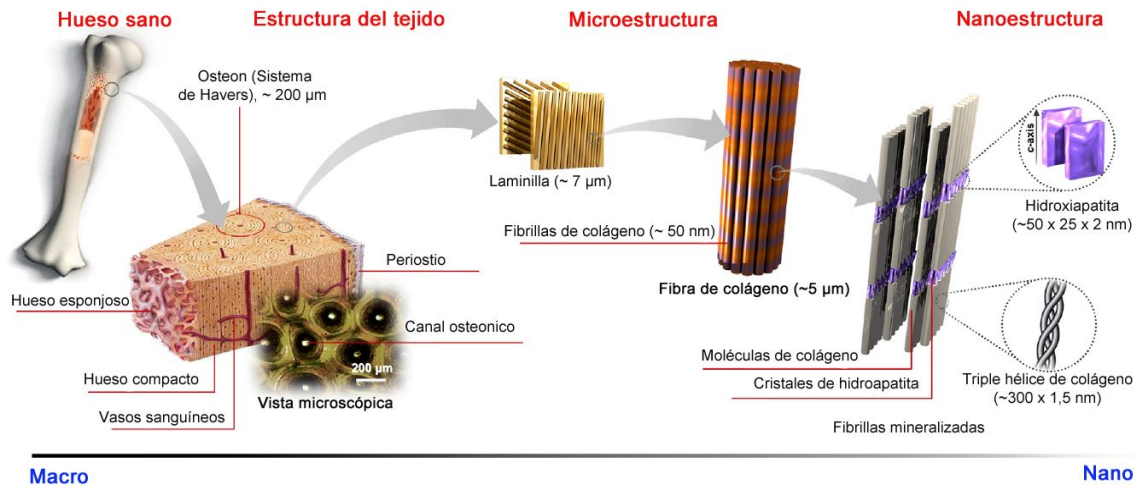 Hueso sano
Estructura del tejido
Microestructura
Nanoestructura
Osteon (Sistema
de Havers), ~ 200 µm
Laminilla (~ 7 µm)
c-axis
Hidroxiapatita
(~50 x 25 x 2 nm)
Fibrillas de colágeno (~ 50 nm)
Periostio
Fibra de colágeno (~5 µm)
Hueso esponjoso
Canal osteonico
200 µm
Moléculas de colágeno
Hueso compacto
Cristales de hidroapatita
Triple hélice de colágeno
(~300 x 1,5 nm)
Vista microscópica
Vasos sanguíneos
Fibrillas mineralizadas
Macro
Nano